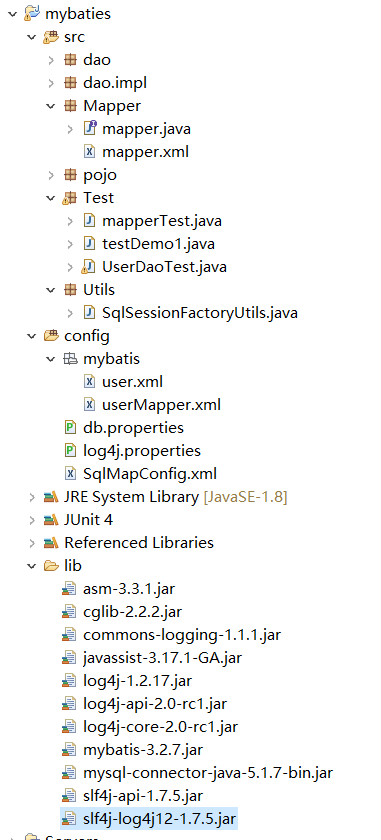 mybaties
src
dao
dao.impl
Mapper
mapper.java
mapper.xml
pojo
Test
mapperTest.java
testDemo1.java
UserDaoTest.java
Utils
SqlSessionFactoryUtils.java
config
mybatis
user.xml
userMapper.xml
db.properties
log4j.properties
SqlMapConfig.xml
JRE System Library [JavaSE-1.8]
JUnit 4
Referenced Libraries
lib
asm-3.3.1.jar
cglib-2.2.2.jar
commons-logging-1.1.1.jar
javassist-3.17.1-GA.jar
log4j-1.2.17.jar
log4j-api-2.0-rc1.jar
log4j-core-2.0-rc1.jar
mybatis-3.2.7.jar
mysql-connector-java-5.1.7-bin.jar
slf4j-api-1.7.5.jar
slf4j-log4j12-1.7.5.jar